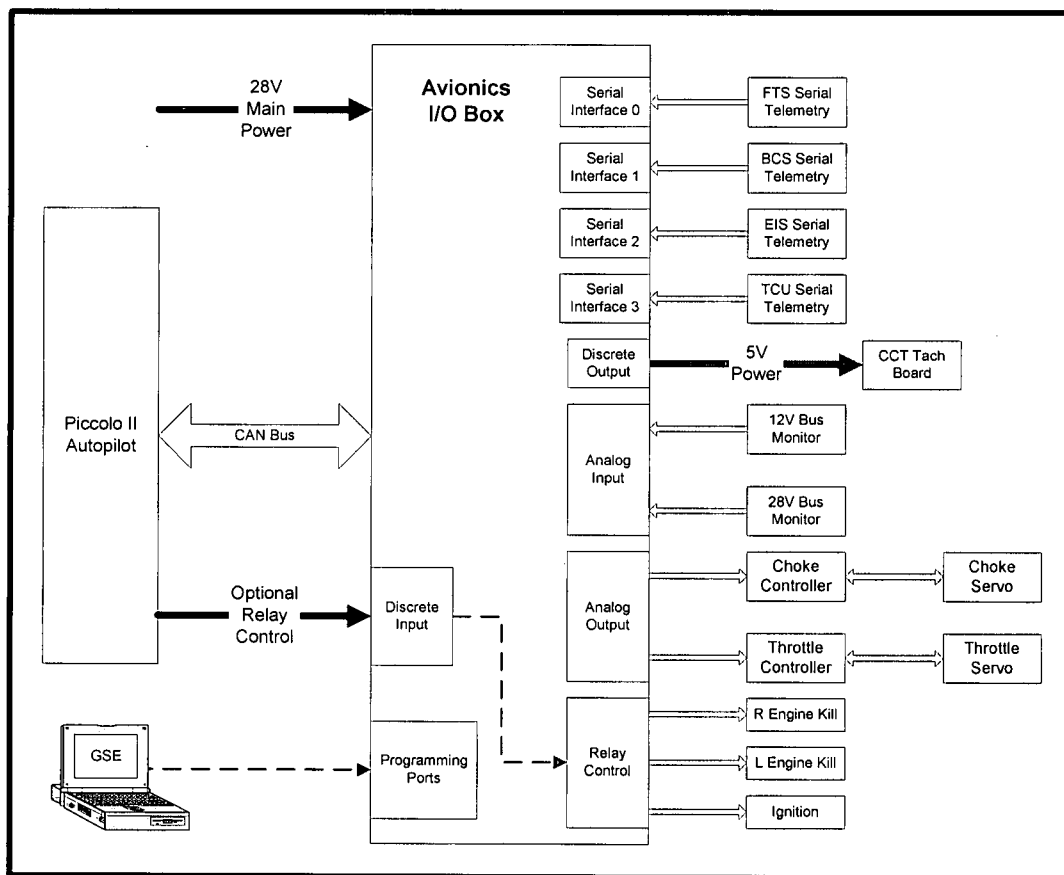 28V
Main
Power
Avionics
I/O Box
Serial
Interface 0
FTS Serial
Telemetry
Serial
Interface 1
BCS Serial
Telemetry
Serial
Interface 2
EIS Serial
Telemetry
Serial
Interface 3
TCU Serial
Telemetry
Discrete
Output
5V
Power
CCT Tach
Board
Piccolo II
Autopilot
CAN Bus
Analog
Input
12V Bus
Monitor
28V Bus
Monitor
Optional
Relay
Control
Discrete
Input
Analog
Output
Choke
Controller
Choke
Servo
Throttle
Controller
Throttle
Servo
GSE
Programming
Ports
Relay
Control
R Engine Kill
L Engine Kill
Ignition